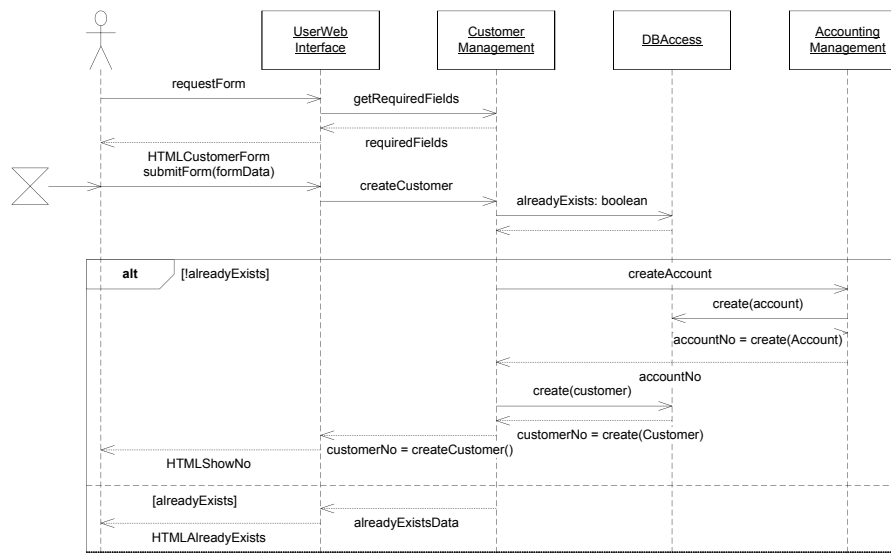 UserWeb
Interface
Customer
Management
DBAccess
Accounting
Management
requestForm
getRequiredFields
requiredFields
HTMLCustomerForm
submitForm(formData)
createCustomer
alreadyExists: boolean
alt
[!alreadyExists]
createAccount
create(account)
accountNo = create(Account)
accountNo
create(customer)
customerNo = create(Customer)
customerNo = createCustomer()
HTMLShowNo
[alreadyExists]
alreadyExistsData
HTMLAlreadyExists